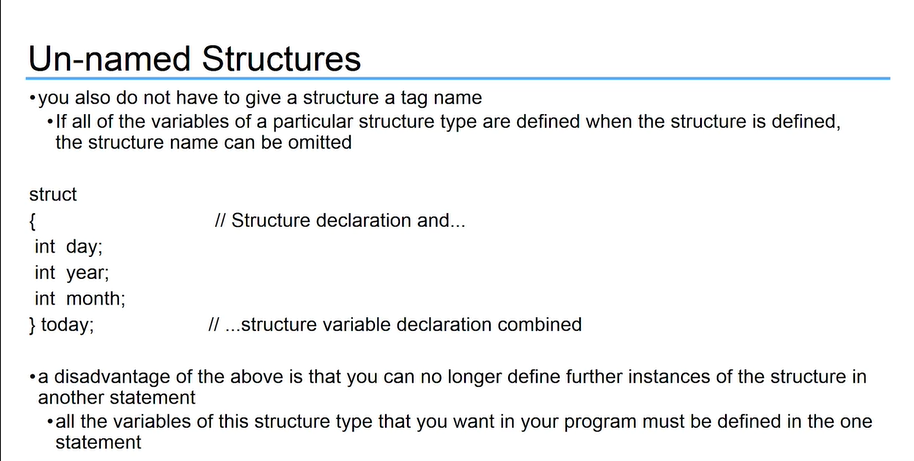 Un-named Structures
•you also do not have to give a structure a tag name
•If all of the variables of a particular structure type are defined when the structure is defined,
the structure name can be omitted
struct
{ // Structure declaration and...
int day;
int year;
int month;
} today; // ...structure variable declaration combined
•a disadvantage of the above is that you can no longer define further instances of the structure in
another statement
•all the variables of this structure type that you want in your program must be defined in the one
statement